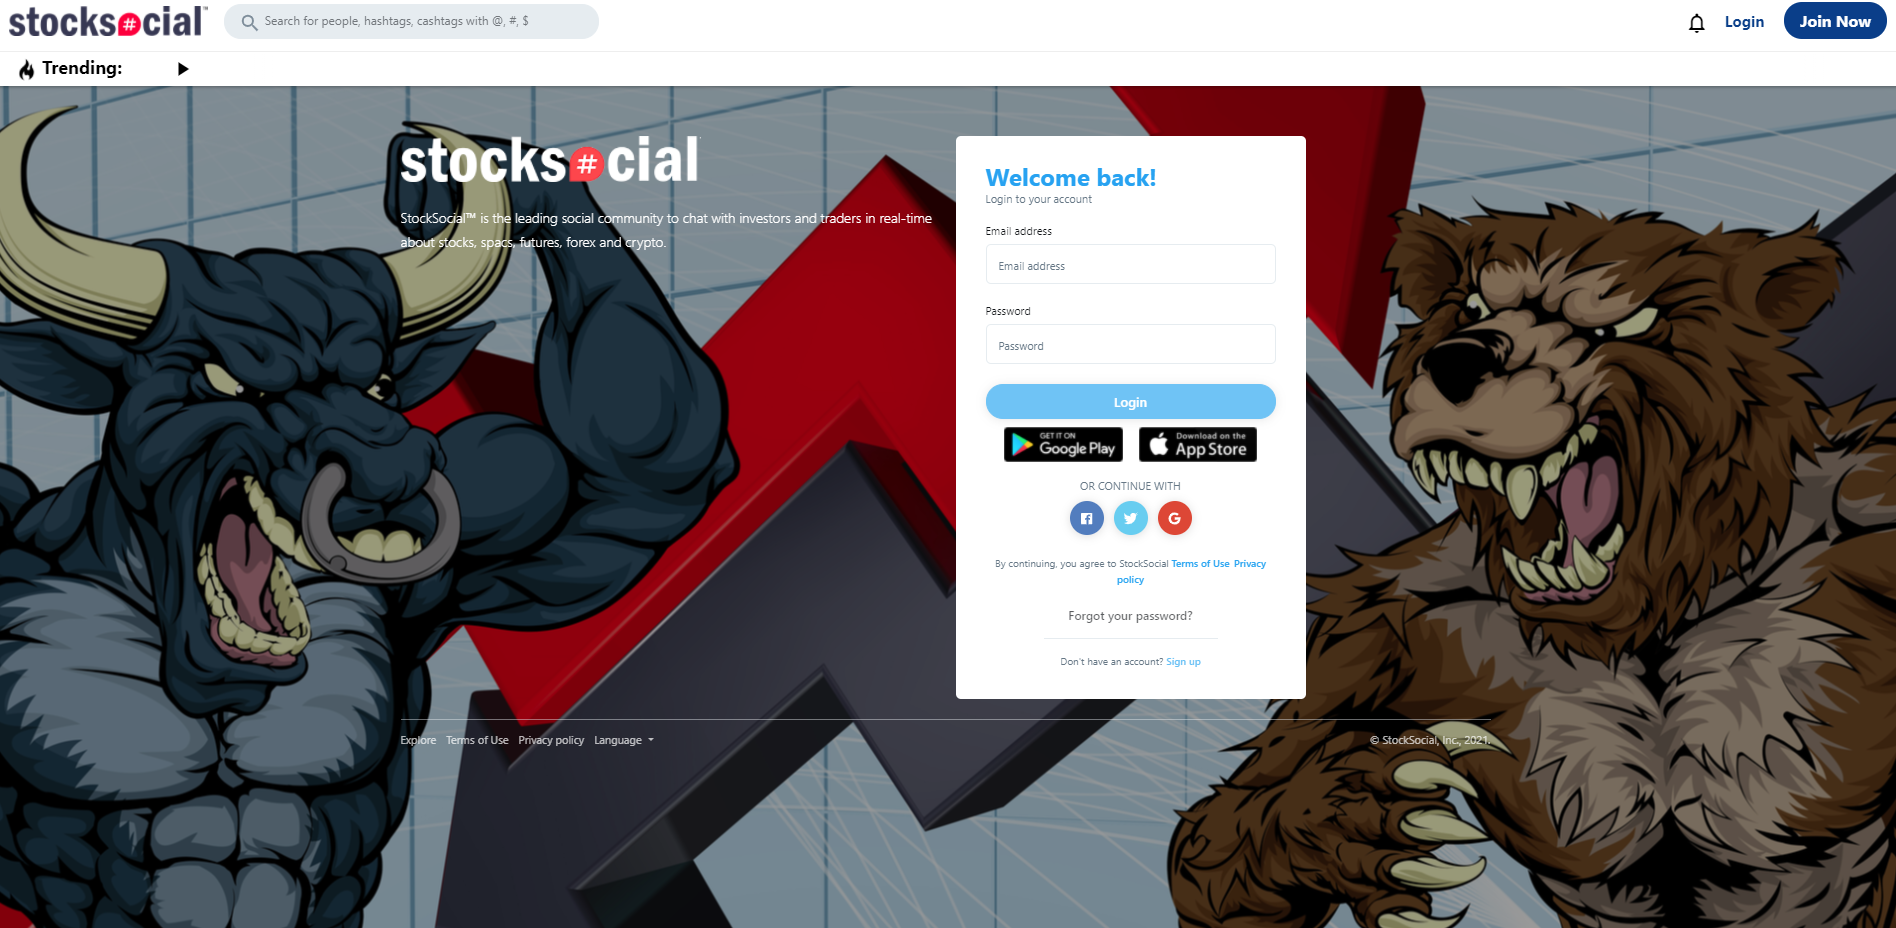 stocks#cial™
Search for people, hashtags, cashtags with @, #, $
Login
Join Now
Trending:
stocks#cial
StockSocial™ is the leading social community to chat with investors and traders in real-time
about stocks, spacs, futures, forex and crypto.
Welcome back!
Login to your account
Email address
Email address
Password
Password
Login
GET IT ON
Google Play
Download on the
App Store
OR CONTINUE WITH
By continuing, you agree to StockSocial Terms of Use Privacy
policy
Forgot your password?
Don't have an account? Sign up
Explore Terms of Use Privacy policy Language
© StockSocial, Inc., 2021.